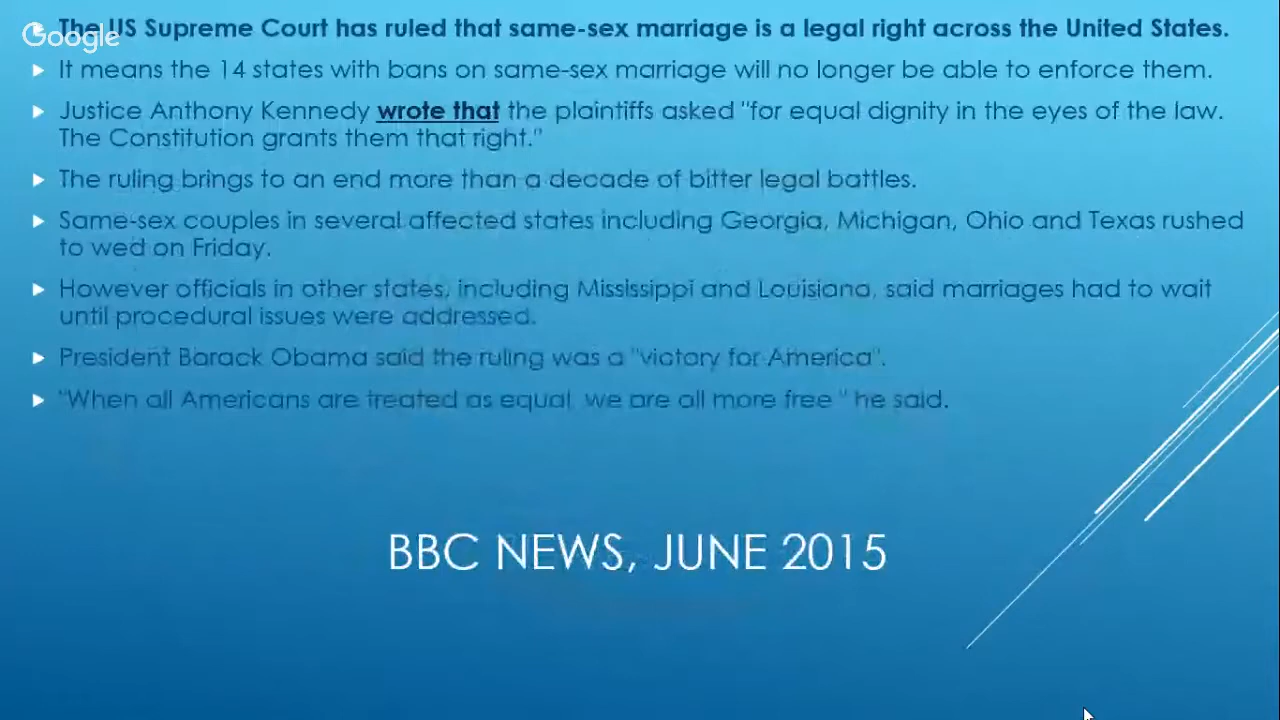 Google
The US Supreme Court has ruled that same-sex marriage is a legal right across the United States.
It means the 14 states with bans on same-sex marriage will no longer be able to enforce them.
Justice Anthony Kennedy wrote that the plaintiffs asked "for equal dignity in the eyes of the law.
The Constitution grants them that right."
The ruling brings to an end more than a decade of bitter legal battles.
Same-sex couples in several affected states including Georgia, Michigan, Ohio and Texas rushed
to wed on Friday.
However officials in other states, including Mississippi and Louisiana, said marriages had to wait
until procedural issues were addressed.
President Barack Obama said the ruling was a "victory for America".
"When all Americans are treated as equal, we are all more free " he said.
BBC NEWS, JUNE 2015